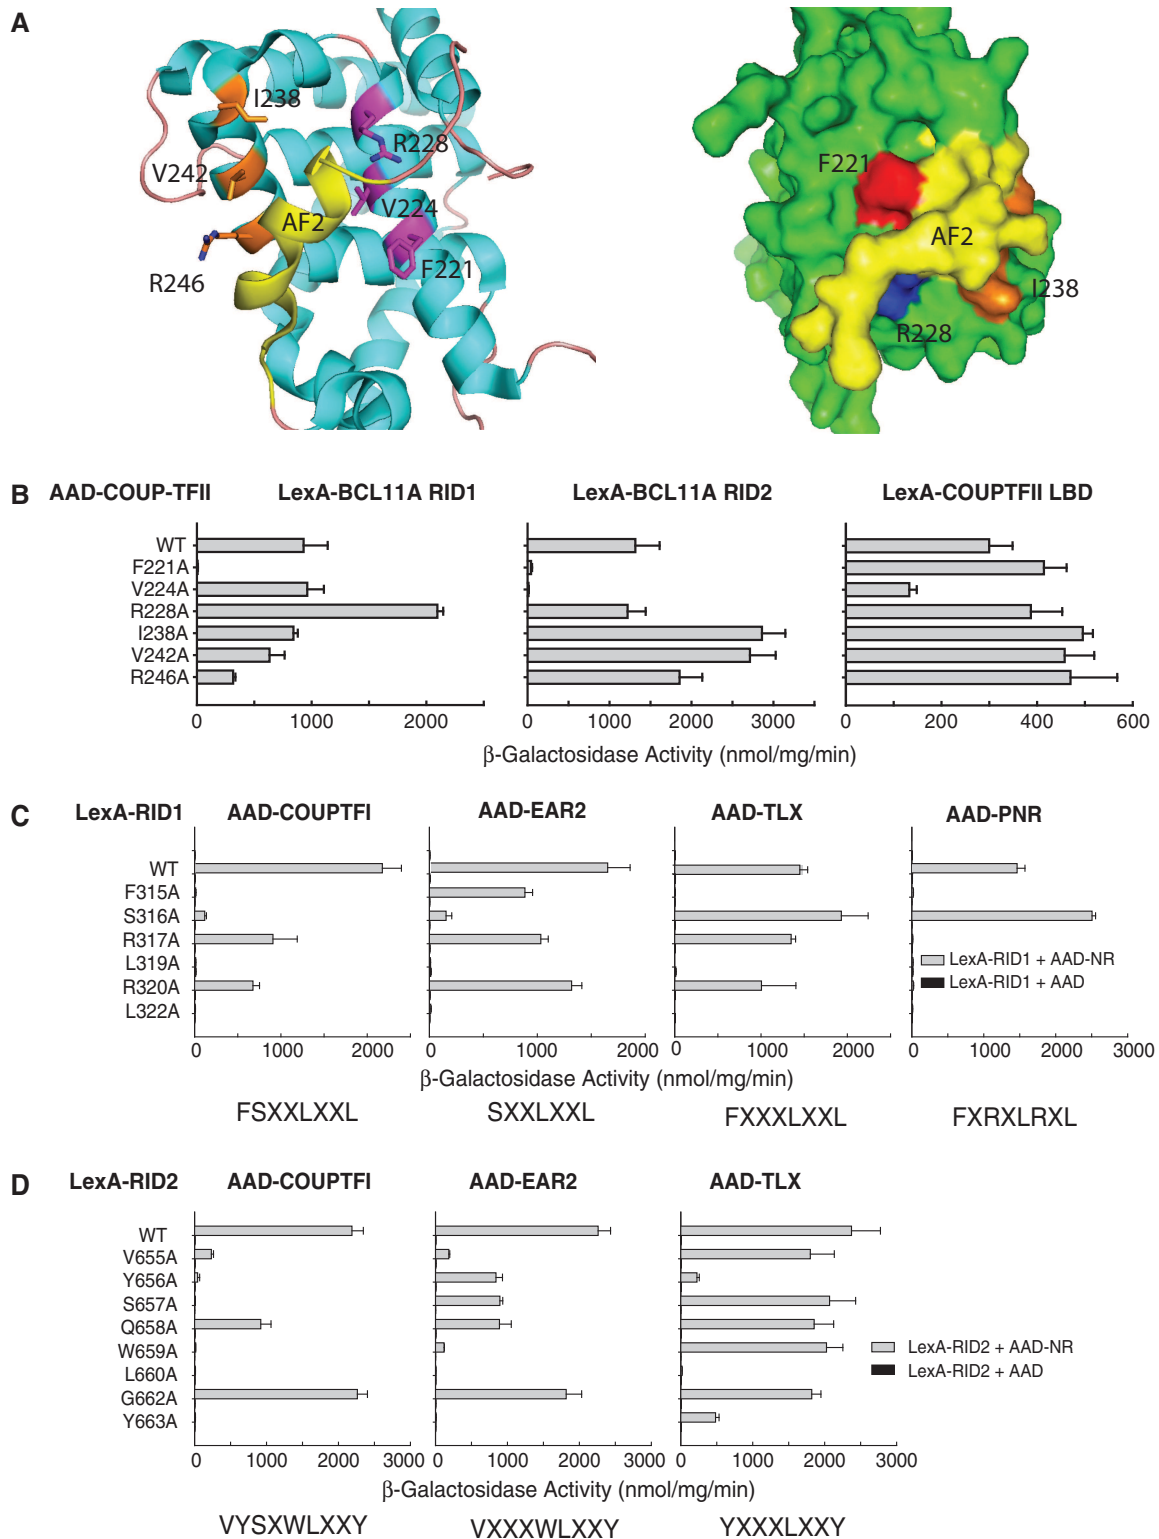 A
I238
R228
V242
AF2
V224
R246
F221
F221
AF2
I238
R228
B AAD-COUP-TFII LexA-BCL11A RID1 LexA-BCL11A RID2 LexA-COUPTFII LBD
WT
F221A
V224A
R228A
I238A
V242A
R246A
0 1000 2000 0 1000 2000 3000 0 200 400 600
β-Galactosidase Activity (nmol/mg/min)
C LexA-RID1 AAD-COUPTFI AAD-EAR2 AAD-TLX AAD-PNR
WT
F315A
S316A
R317A
L319A
R320A
L322A
LexA-RID1 + AAD-NR
LexA-RID1 + AAD
0 1000 2000 0 1000 2000 0 1000 2000 0 1000 2000 3000
β-Galactosidase Activity (nmol/mg/min)
FSXXLXXL SXXLXXL FXXXLXXL FXRXLRXL
D LexA-RID2 AAD-COUPTFI AAD-EAR2 AAD-TLX
WT
V655A
Y656A
S657A
Q658A
W659A
L660A
G662A
Y663A
LexA-RID2 + AAD-NR
LexA-RID2 + AAD
0 1000 2000 3000 0 1000 2000 3000 0 1000 2000 3000
β-Galactosidase Activity (nmol/mg/min)
VYSXWLXXY VXXXWLXXY YXXXLXXY